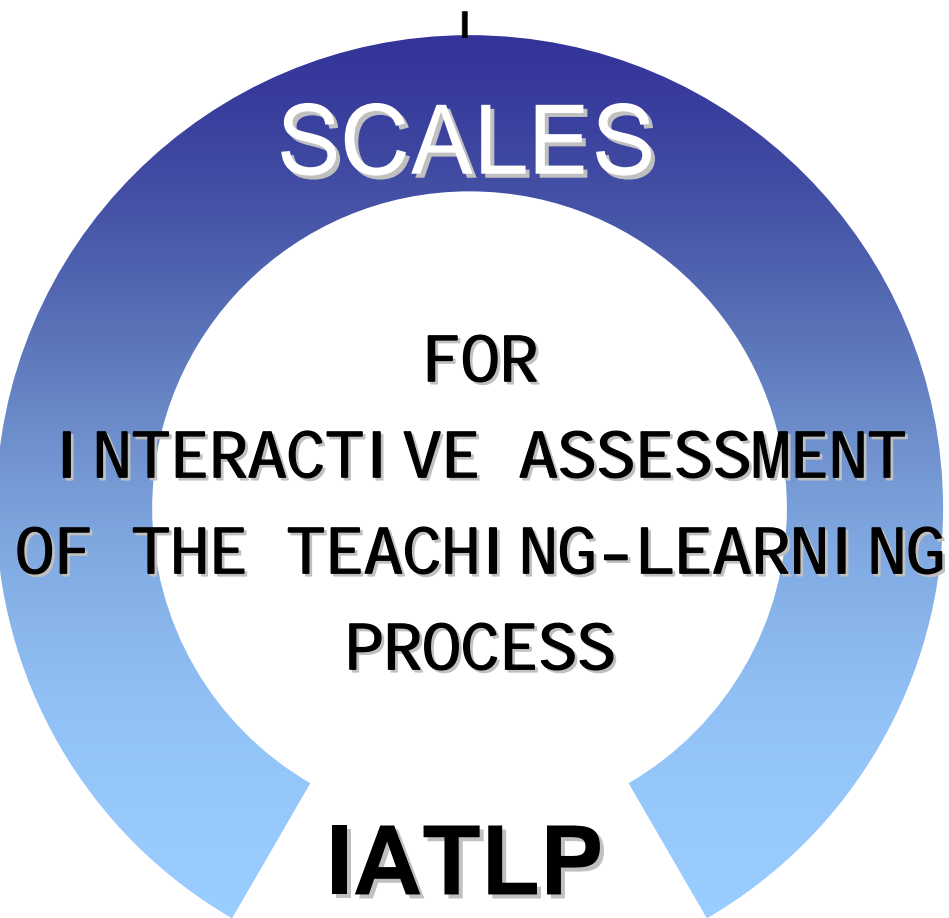 SCALES
FOR
INTERACTIVE ASSESSMENT
OF THE TEACHING-LEARNING
PROCESS
IATLP